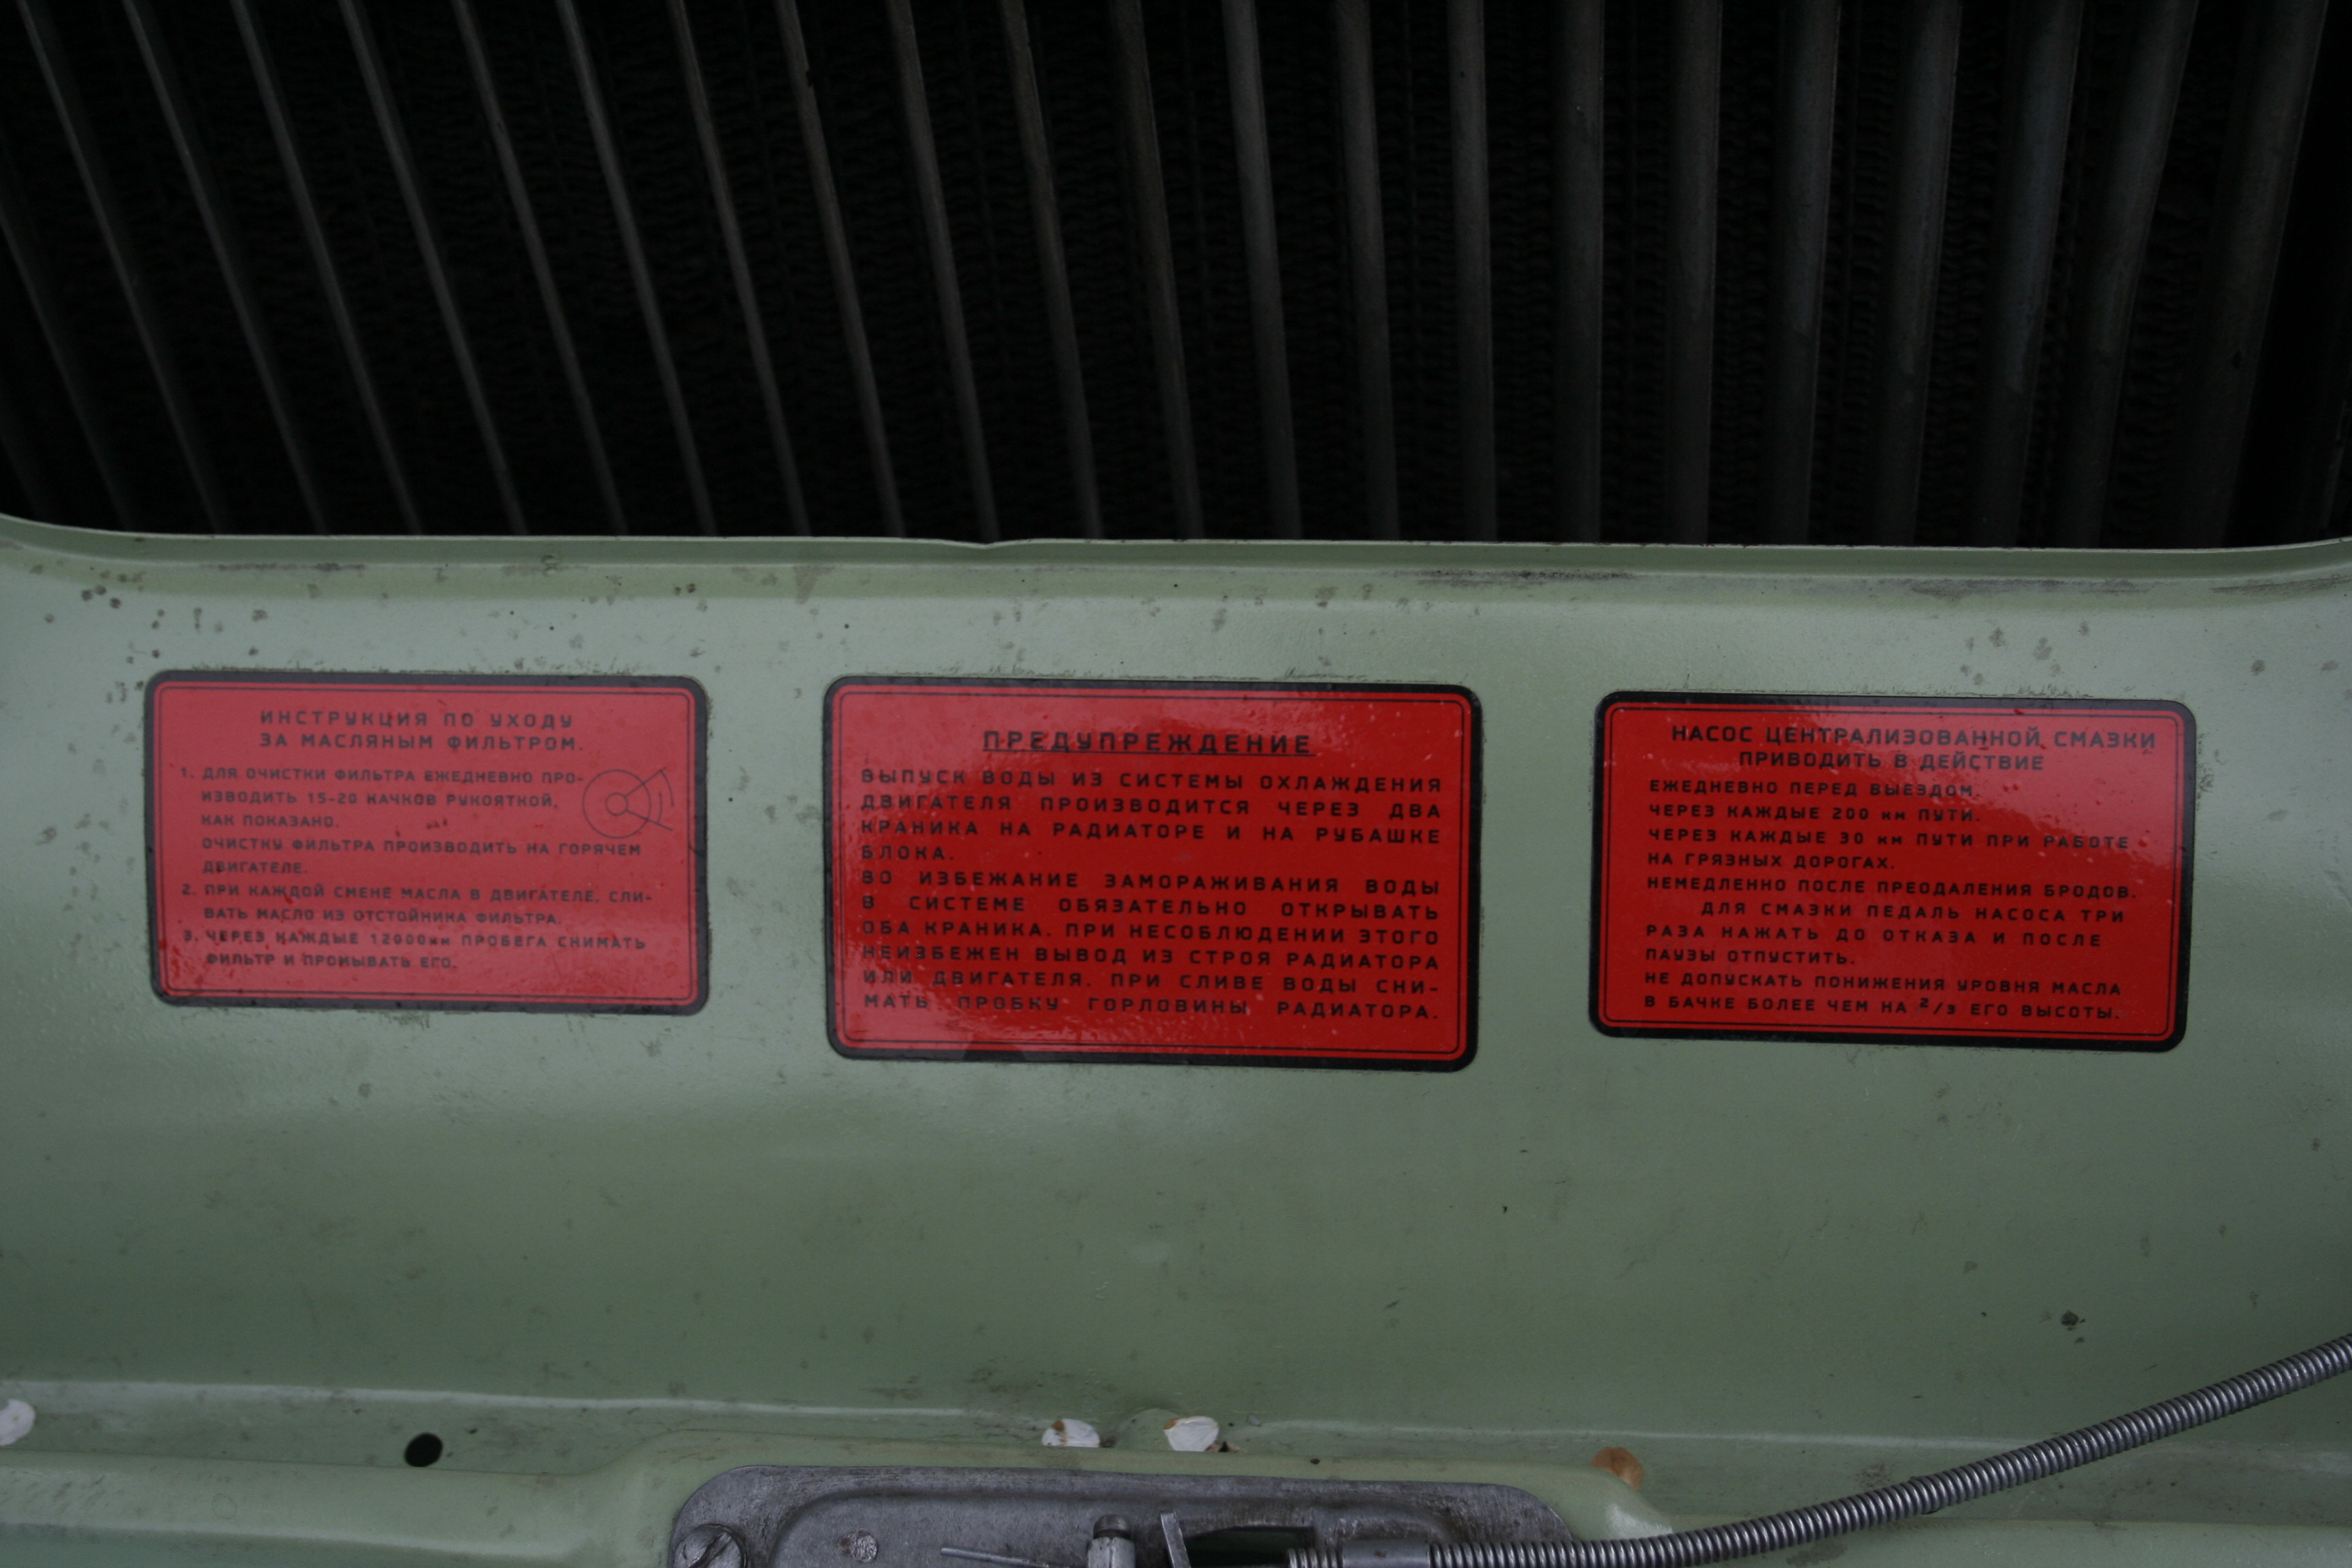 ИНСТРУКЦИЯ ПО УХОДУ
ЗА МАСЛЯНЫМ ФИЛЬТРОМ.
1. ДЛЯ ОЧИСТКИ ФИЛЬТРА ЕЖЕДНЕВНО ПРО-
ИЗВОДИТЬ 15-20 КАЧКОВ РУКОЯТКОЙ,
КАК ПОКАЗАНО.
ОЧИСТКУ ФИЛЬТРА ПРОИЗВОДИТЬ НА ГОРЯЧЕМ
ДВИГАТЕЛЕ.
2. ПРИ КАЖДОЙ СМЕНЕ МАСЛА В ДВИГАТЕЛЕ, СЛИ-
ВАТЬ МАСЛО ИЗ ОТСТОЙНИКА ФИЛЬТРА.
3. ЧЕРЕЗ КАЖДЫЕ 12000км ПРОБЕГА СНИМАТЬ
ФИЛЬТР И ПРОМЫВАТЬ ЕГО.
ПРЕДУПРЕЖДЕНИЕ
ВЫПУСК ВОДЫ ИЗ СИСТЕМЫ ОХЛАЖДЕНИЯ
ДВИГАТЕЛЯ ПРОИЗВОДИТСЯ ЧЕРЕЗ ДВА
КРАНИКА НА РАДИАТОРЕ И НА РУБАШКЕ
БЛОКА.
ВО ИЗБЕЖАНИЕ ЗАМОРАЖИВАНИЯ ВОДЫ
В СИСТЕМЕ ОБЯЗАТЕЛЬНО ОТКРЫВАТЬ
ОБА КРАНИКА. ПРИ НЕСОБЛЮДЕНИИ ЭТОГО
НЕИЗБЕЖЕН ВЫВОД ИЗ СТРОЯ РАДИАТОРА
ИЛИ ДВИГАТЕЛЯ. ПРИ СЛИВЕ ВОДЫ СНИ-
МАТЬ ПРОБКУ ГОРЛОВИНЫ РАДИАТОРА.
НАСОС ЦЕНТРАЛИЗОВАННОЙ СМАЗКИ
ПРИВОДИТЬ В ДЕЙСТВИЕ
ЕЖЕДНЕВНО ПЕРЕД ВЫЕЗДОМ.
ЧЕРЕЗ КАЖДЫЕ 200 км ПУТИ.
ЧЕРЕЗ КАЖДЫЕ 30 км ПУТИ ПРИ РАБОТЕ
НА ГРЯЗНЫХ ДОРОГАХ.
НЕМЕДЛЕННО ПОСЛЕ ПРЕОДАЛЕНИЯ БРОДОВ.
ДЛЯ СМАЗКИ ПЕДАЛЬ НАСОСА ТРИ
РАЗА НАЖАТЬ ДО ОТКАЗА И ПОСЛЕ
ПАУЗЫ ОТПУСТИТЬ.
НЕ ДОПУСКАТЬ ПОНИЖЕНИЯ УРОВНЯ МАСЛА
В БАЧКЕ БОЛЕЕ ЧЕМ НА 2/3 ЕГО ВЫСОТЫ.